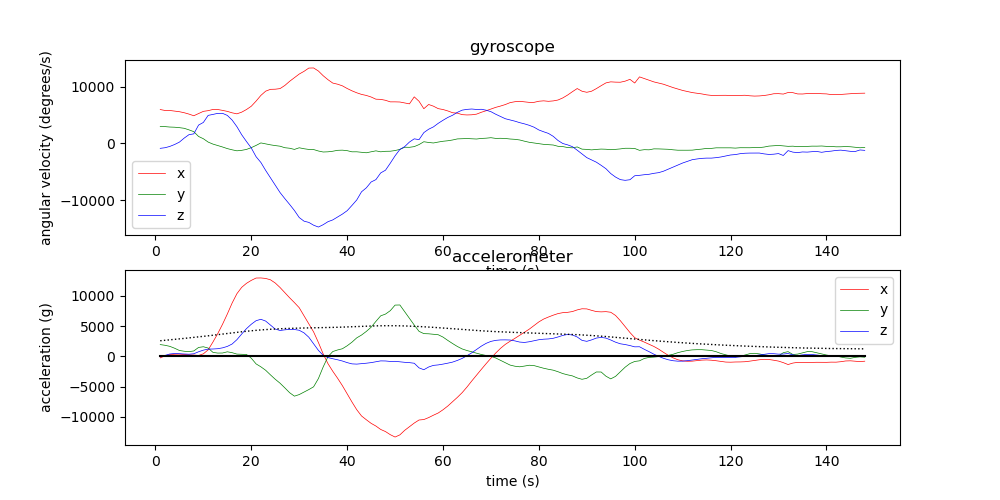 gyroscope
angular velocity (degrees/s)
10000
0
−10000
x
y
z
0 20 40 60 80 100 120 140
time (s)
accelerometer
acceleration (g)
10000
5000
0
−5000
−10000
x
y
z
0 20 40 60 80 100 120 140
time (s)